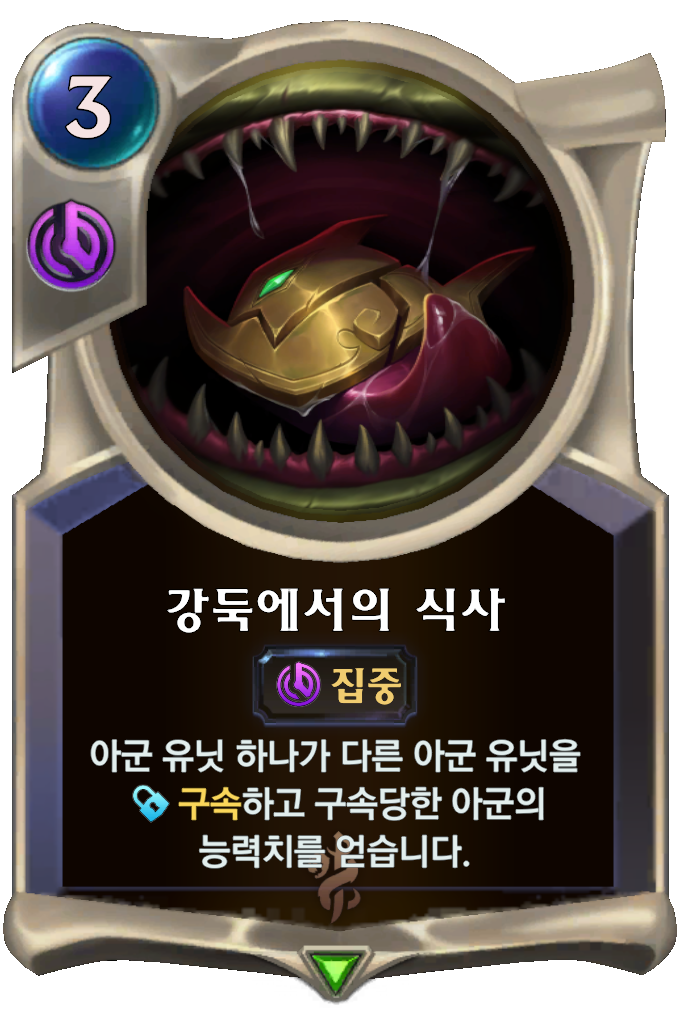 3
강둑에서의 식사
집중
아군 유닛 하나가 다른 아군 유닛을
구속하고 구속당한 아군의
능력치를 얻습니다.